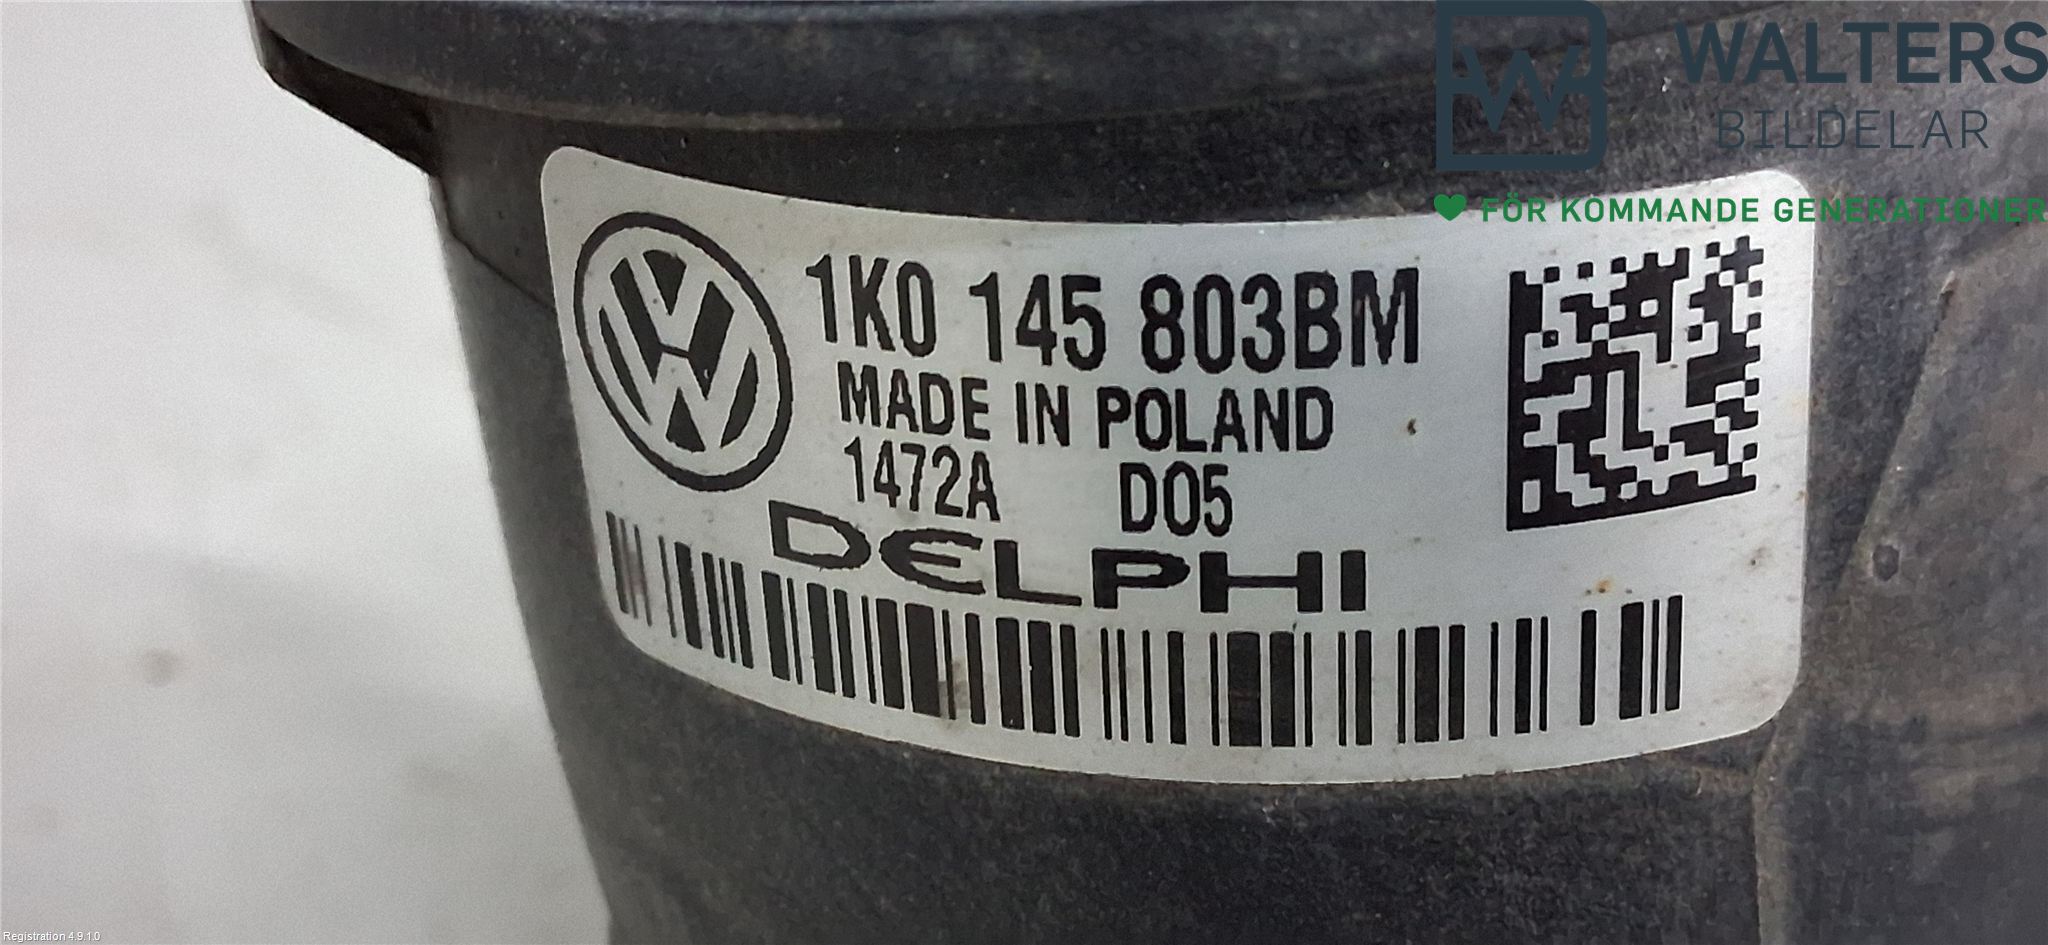 WALTERS
BILDELAR
FÖR KOMMANDE GENERATIONER
1K0 145 803BM
MADE IN POLAND
1472A D05
DELPHI
Registration 4.9.1.0